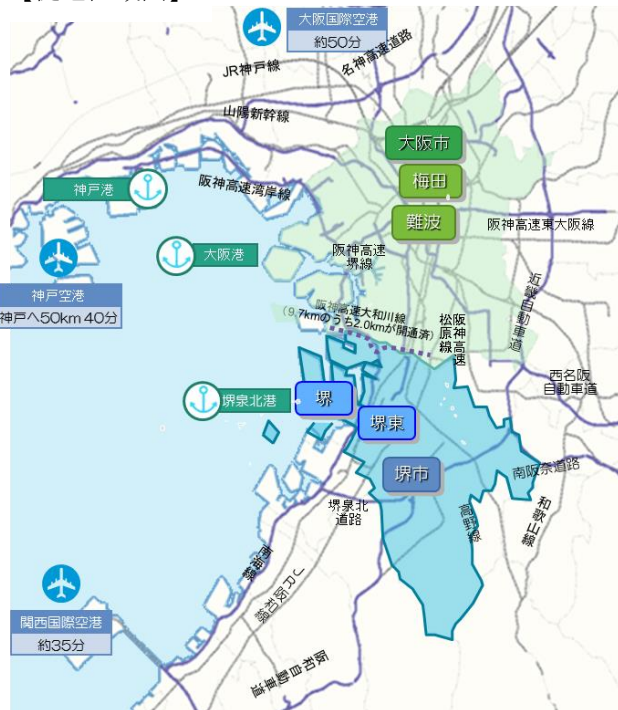 大阪国際空港
約50分
名神高速道路
JR神戸線
山陽新幹線
大阪市
梅田
神戸港
阪神高速湾岸線
難波
阪神高速東大阪線
大阪港
阪神高速
堺線
近畿自動車道
神戸空港
神戸へ50km 40分
阪神高速大和川線
(9.7kmのうち2.0kmが開通済)
阪神高速
松原線
西名阪
自動車道
堺泉北港
堺
堺東
堺市
南阪奈道路
堺泉北
道路
高野線
和歌山線
南海線
JR阪和線
関西国際空港
約35分
阪和自動車道